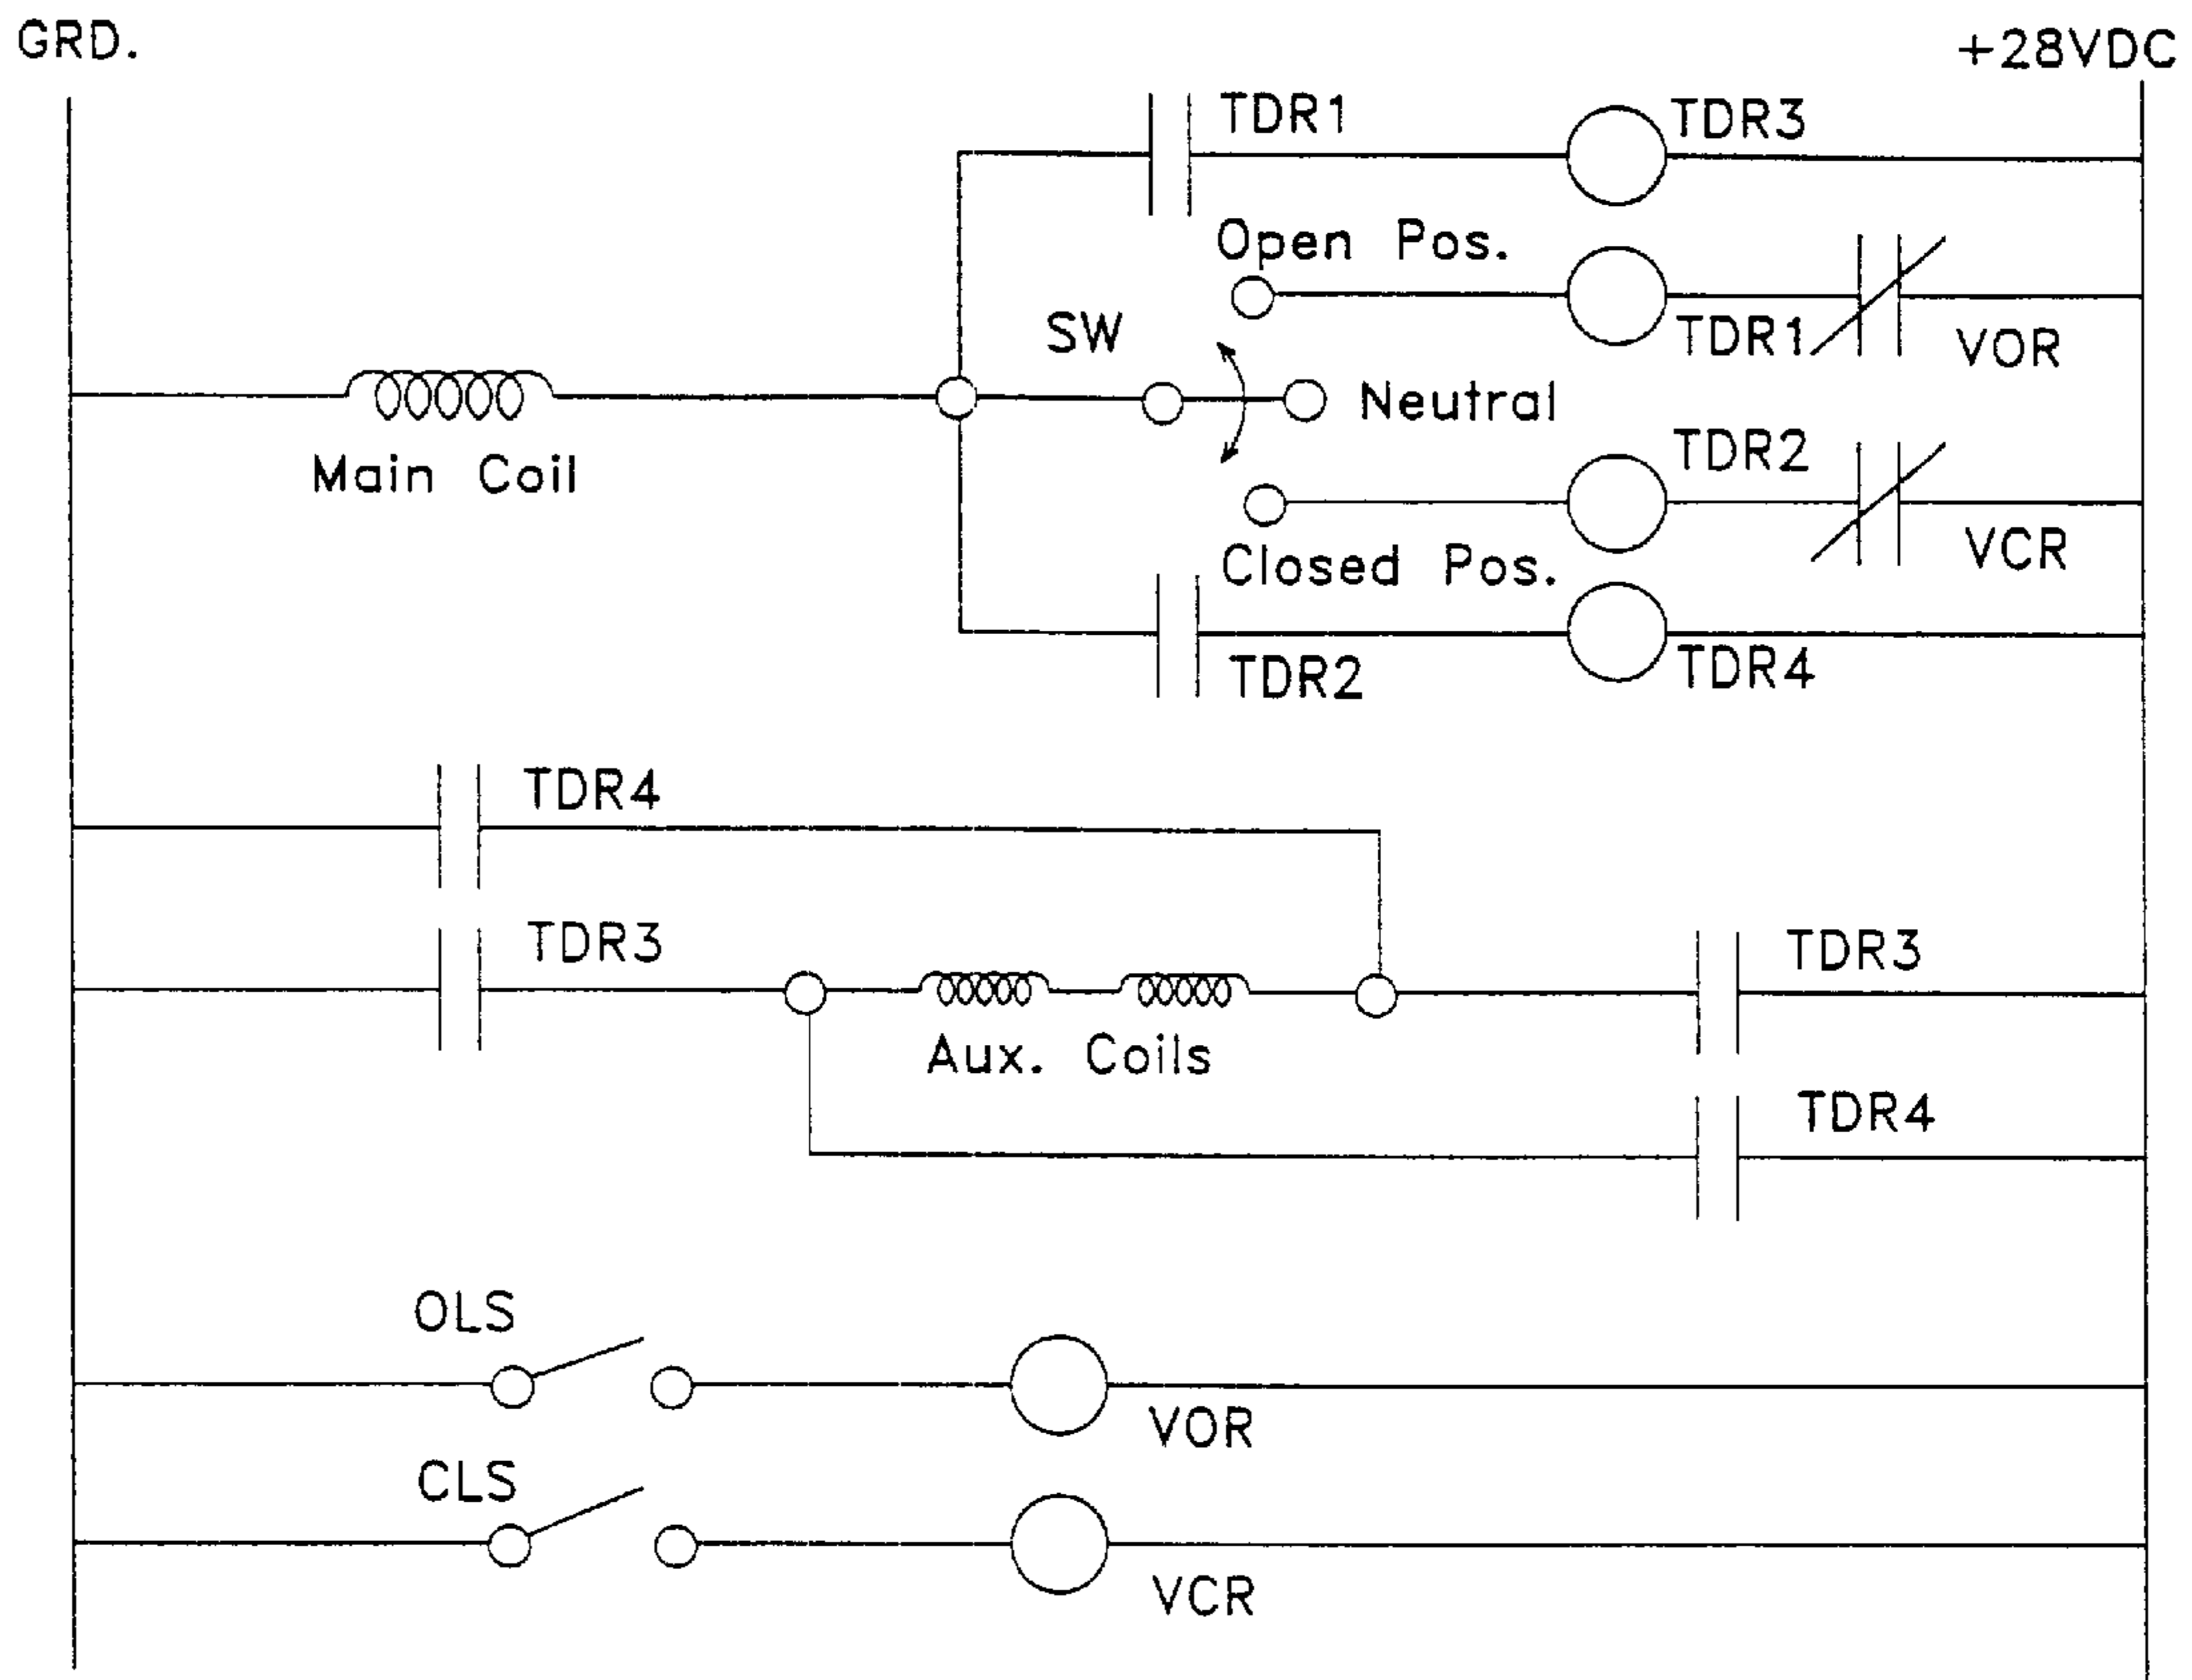 GRD.
+28VDC
TDR1
TDR3
Open Pos.
SW
TDR1
VOR
Neutral
Main Coil
TDR2
VCR
Closed Pos.
TDR2
TDR4
TDR4
TDR3
TDR3
Aux. Coils
TDR4
OLS
VOR
CLS
VCR